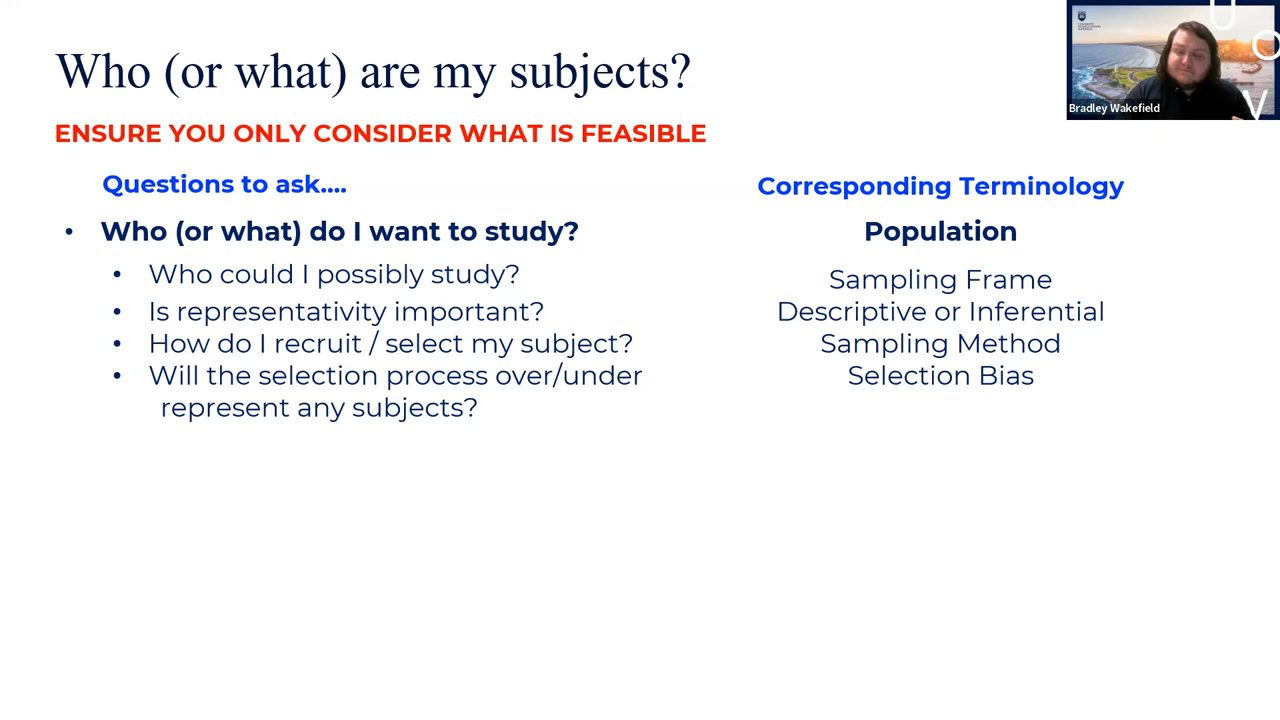 Who (or what) are my subjects?
ENSURE YOU ONLY CONSIDER WHAT IS FEASIBLE
Questions to ask....
Corresponding Terminology
• Who (or what) do I want to study?
Population
• Who could I possibly study?
Sampling Frame
• Is representativity important?
Descriptive or Inferential
• How do I recruit / select my subject?
Sampling Method
• Will the selection process over/under
represent any subjects?
Selection Bias
Bradley Wakefield
U
O
V